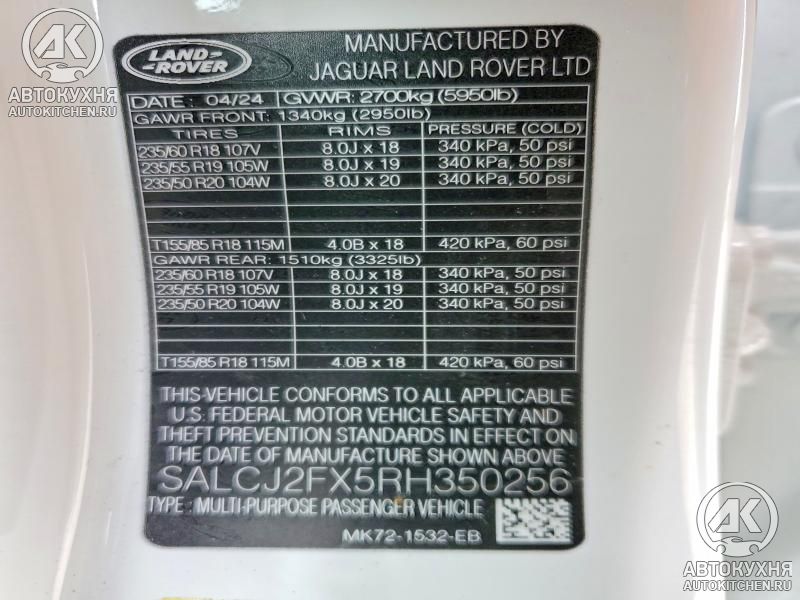 AK
АВТОКУХНЯ
AUTOKITCHEN.RU
LAND-
-ROVER
MANUFACTURED BY
JAGUAR LAND ROVER LTD
DATE: 04/24 GVWR: 2700kg (5950lb)
GAWR FRONT: 1340kg (2950lb)
TIRES RIMS PRESSURE (COLD)
235/60 R18 107V 8.0J x 18 340 kPa, 50 psi
235/55 R19 105W 8.0J x 19 340 kPa, 50 psi
235/50 R20 104W 8.0J x 20 340 kPa, 50 psi
T155/85 R18 115M 4.0B x 18 420 kPa, 60 psi
GAWR REAR: 1510kg (3325lb)
235/60 R18 107V 8.0J x 18 340 kPa, 50 psi
235/55 R19 105W 8.0J x 19 340 kPa, 50 psi
235/50 R20 104W 8.0J x 20 340 kPa, 50 psi
T155/85 R18 115M 4.0B x 18 420 kPa, 60 psi
THIS VEHICLE CONFORMS TO ALL APPLICABLE
U.S. FEDERAL MOTOR VEHICLE SAFETY AND
THEFT PREVENTION STANDARDS IN EFFECT ON
THE DATE OF MANUFACTURE SHOWN ABOVE
SALCJ2FX5RH350256
TYPE: MULTI-PURPOSE PASSENGER VEHICLE
MK72-1532-EB
AK
АВТОКУХНЯ
AUTOKITCHEN.RU